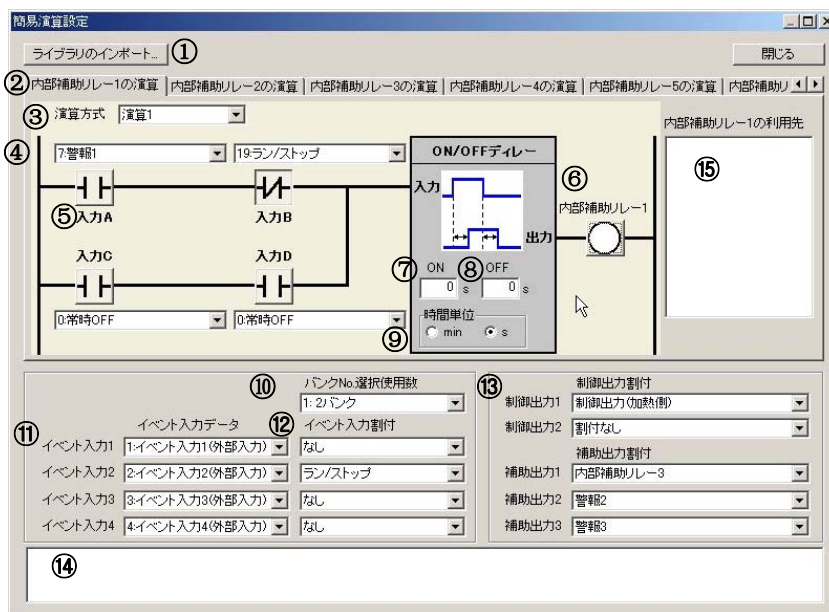 簡易演算設定
ライブラリのインポート... ① 閉じる
② 内部補助リレー1の演算 内部補助リレー2の演算 内部補助リレー3の演算 内部補助リレー4の演算 内部補助リレー5の演算 内部補助リ
③ 演算方式 演算1
内部補助リレー1の利用先
④ 7:警報1 19:ラン/ストップ ON/OFFディレー
⑮
入力 ⑥
内部補助リレー1
⑤ 入力A 入力B
出力
入力C 入力D
⑦ ON ⑧ OFF
0 s 0 s
0:常時OFF 0:常時OFF
時間単位
⑨ min s
⑩ バンクNo.選択使用数
1: 2バンク
⑪ イベント入力データ ⑫ イベント入力割付
イベント入力1 1:イベント入力1(外部入力) なし
イベント入力2 2:イベント入力2(外部入力) ラン/ストップ
イベント入力3 3:イベント入力3(外部入力) なし
イベント入力4 4:イベント入力4(外部入力) なし
⑬ 制御出力割付
制御出力1 制御出力(加熱側)
制御出力2 割付なし
補助出力割付
補助出力1 内部補助リレー3
補助出力2 警報2
補助出力3 警報3
⑭